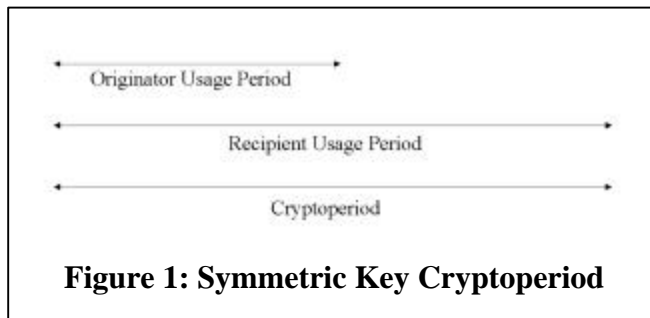 Originator Usage Period
Recipient Usage Period
Cryptoperiod
Figure 1: Symmetric Key Cryptoperiod